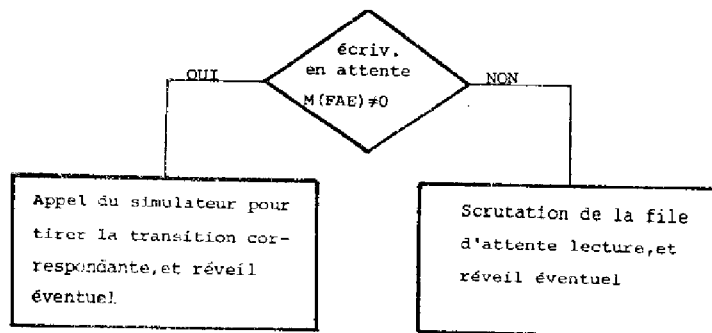 écriv.
en attente
OUI
NON
M(FAE)≠0
Appel du simulateur pour
tirer la transition cor-
respondante,et réveil
éventuel
Scrutation de la file
d'attente lecture,et
réveil éventuel